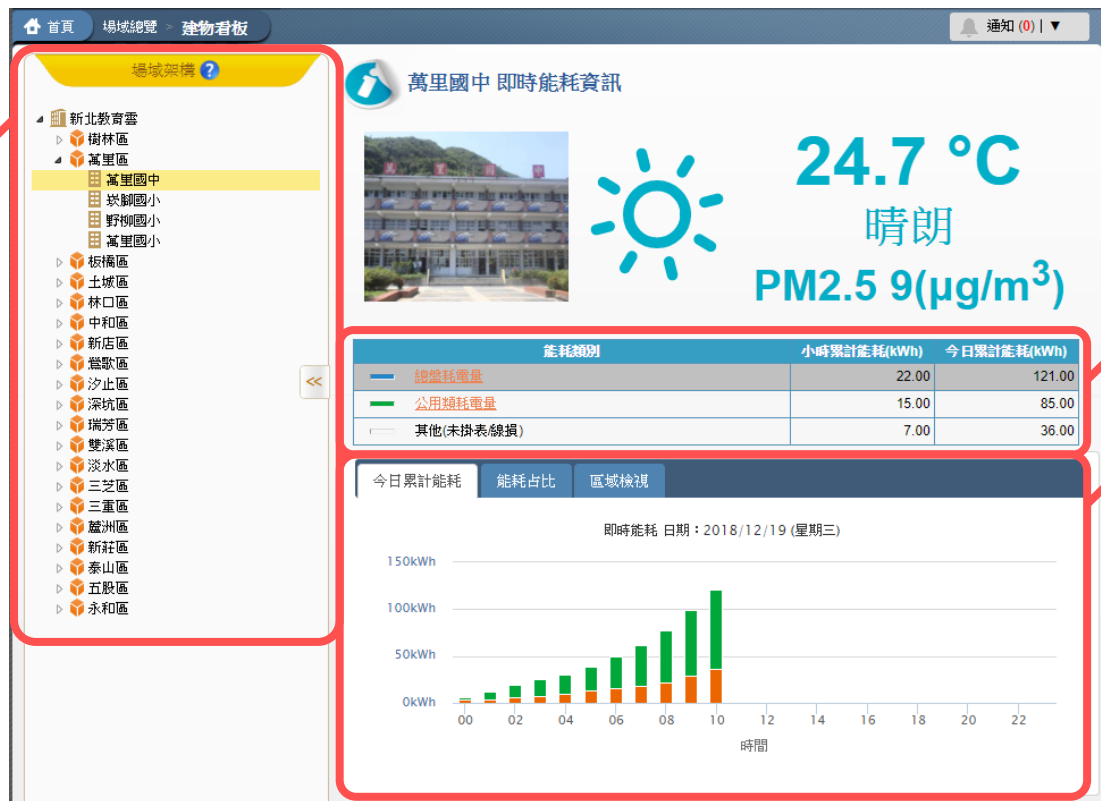 首頁 場域總覽 > 建物看板 通知 (0) | ▼
場域架構 ?
新北教育雲
樹林區
萬里區
萬里國中
崁腳國小
野柳國小
萬里國小
板橋區
土城區
林口區
中和區
新店區
鶯歌區
汐止區
深坑區
瑞芳區
雙溪區
淡水區
三芝區
三重區
蘆洲區
新莊區
泰山區
五股區
永和區
<<
萬里國中 即時能耗資訊
24.7 °C
晴朗
PM2.5 9(μg/m³)
能耗類別 小時累計能耗(kWh) 今日累計能耗(kWh)
總盤耗電量 22.00 121.00
公用類耗電量 15.00 85.00
其他(未掛表/線損) 7.00 36.00
今日累計能耗 能耗占比 區域檢視
即時能耗 日期：2018/12/19 (星期三)
150kWh
100kWh
50kWh
0kWh
00 02 04 06 08 10 12 14 16 18 20 22
時間